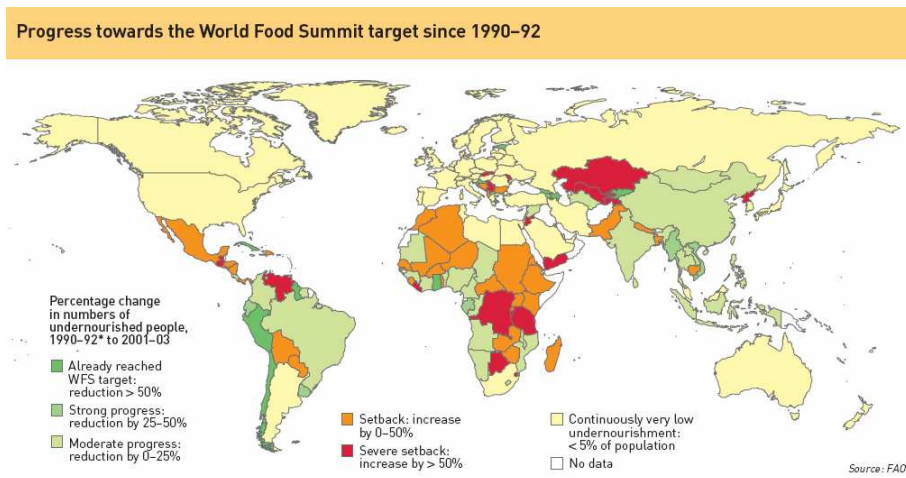 Progress towards the World Food Summit target since 1990–92
Percentage change
in numbers of
undernourished people,
1990–92* to 2001–03
Already reached
WFS target:
reduction > 50%
Strong progress:
reduction by 25–50%
Moderate progress:
reduction by 0–25%
Setback: increase
by 0–50%
Severe setback:
increase by > 50%
Continuously very low
undernourishment:
< 5% of population
No data
Source: FAO